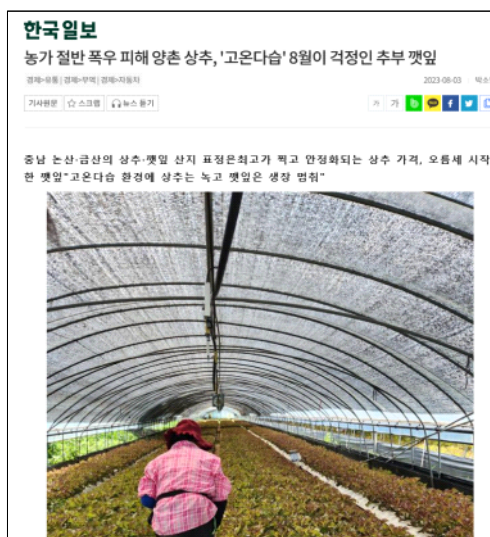 한국일보
농가 절반 폭우 피해 양촌 상추, '고온다습' 8월이 걱정인 추부 깻잎
경제>유통 | 경제>무역 | 경제>자동차
2023-08-03
기사원문 스크랩 뉴스 듣기 가 가
충남 논산·금산의 상추·깻잎 산지 표정은최고가 찍고 안정화되는 상추 가격, 오름세 시작
한 깻잎"고온다습 환경에 상추는 녹고 깻잎은 생장 멈춰"